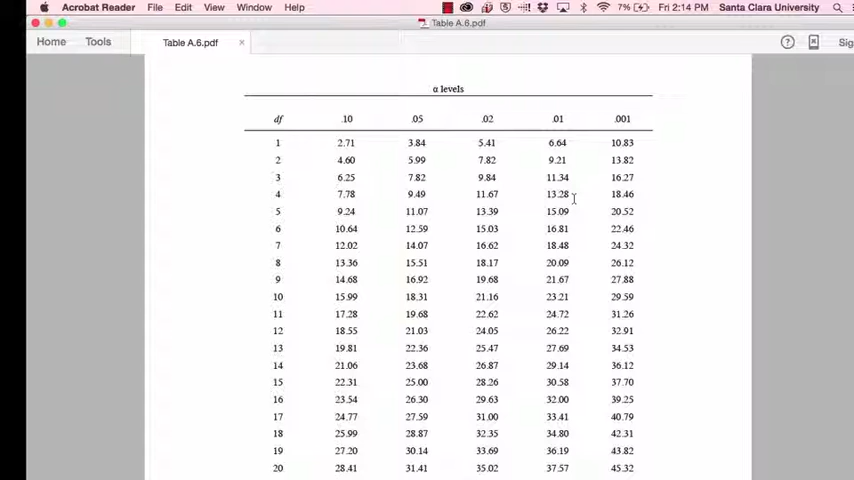 Acrobat Reader File Edit View Window Help 7% Fri 2:14 PM Santa Clara University
Table A.6.pdf
Home Tools Table A.6.pdf × ? Sig
α levels
df .10 .05 .02 .01 .001
1 2.71 3.84 5.41 6.64 10.83
2 4.60 5.99 7.82 9.21 13.82
3 6.25 7.82 9.84 11.34 16.27
4 7.78 9.49 11.67 13.28 18.46
5 9.24 11.07 13.39 15.09 20.52
6 10.64 12.59 15.03 16.81 22.46
7 12.02 14.07 16.62 18.48 24.32
8 13.36 15.51 18.17 20.09 26.12
9 14.68 16.92 19.68 21.67 27.88
10 15.99 18.31 21.16 23.21 29.59
11 17.28 19.68 22.62 24.72 31.26
12 18.55 21.03 24.05 26.22 32.91
13 19.81 22.36 25.47 27.69 34.53
14 21.06 23.68 26.87 29.14 36.12
15 22.31 25.00 28.26 30.58 37.70
16 23.54 26.30 29.63 32.00 39.25
17 24.77 27.59 31.00 33.41 40.79
18 25.99 28.87 32.35 34.80 42.31
19 27.20 30.14 33.69 36.19 43.82
20 28.41 31.41 35.02 37.57 45.32